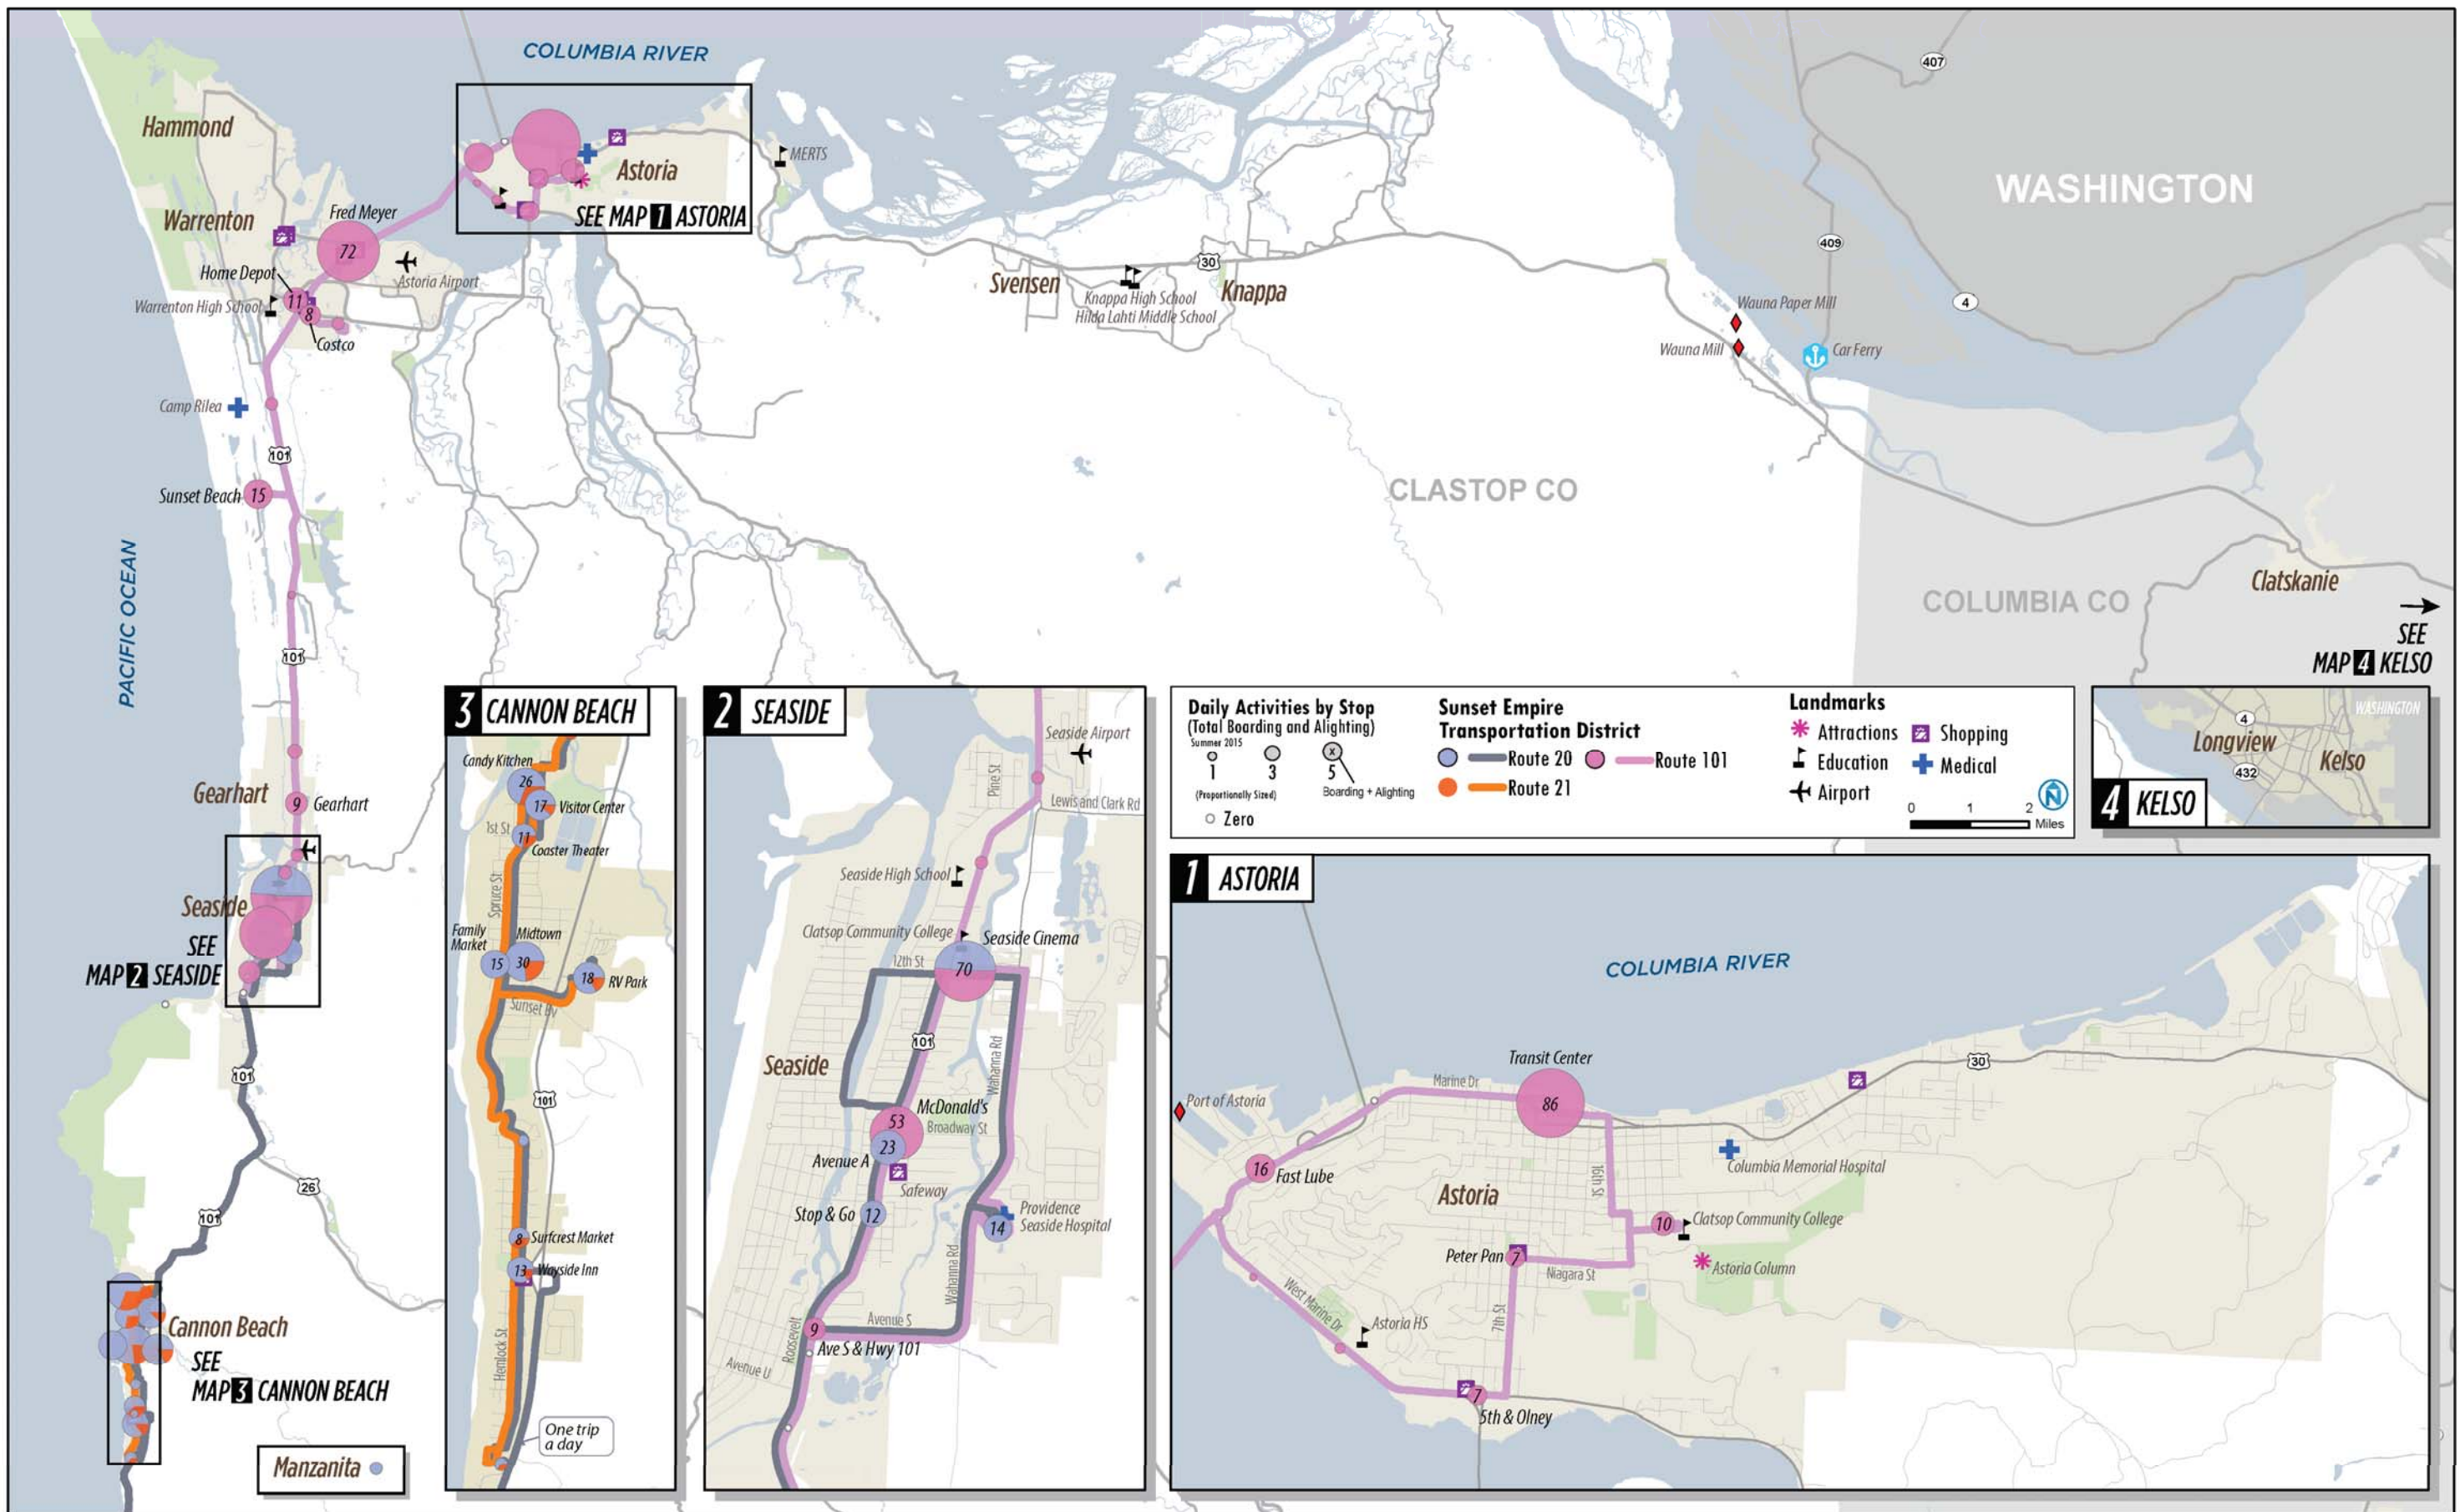 COLUMBIA RIVER
Hammond
Astoria
MERTS
SEE MAP 1 ASTORIA
Warrenton
Fred Meyer
72
Home Depot
11
8
Astoria Airport
Warrenton High School
Costco
Camp Rilea
101
Sunset Beach 15
PACIFIC OCEAN
101
Gearhart
9 Gearhart
Seaside
SEE
MAP 2 SEASIDE
101
26
101
Cannon Beach
SEE
MAP 3 CANNON BEACH
Manzanita
Svensen
30
Knappa
Knappa High School
Hilda Lahti Middle School
407
WASHINGTON
409
4
Wauna Paper Mill
Wauna Mill
Car Ferry
CLASTOP CO
COLUMBIA CO
Clatskanie
SEE
MAP 4 KELSO
3 CANNON BEACH
Candy Kitchen
26
17 Visitor Center
1st St
11
Coaster Theater
Spruce St
Family
Market
Midtown
15
30
18
RV Park
Sunset Bv
101
8 Surfcrest Market
13 Wayside Inn
Hemlock St
One trip
a day
2 SEASIDE
Seaside Airport
Pine St
Lewis and Clark Rd
Seaside High School
Clatsop Community College
Seaside Cinema
12th St
70
101
Wahanna Rd
Seaside
McDonald's
53
Broadway St
23
Avenue A
Safeway
Stop & Go 12
Providence
Seaside Hospital
14
Wahanna Rd
Avenue S
9
Roosevelt
Ave S & Hwy 101
Avenue U
Daily Activities by Stop
(Total Boarding and Alighting)
Summer 2015
1
3
X
5
(Proportionally Sized)
Boarding + Alighting
Zero
Sunset Empire
Transportation District
Route 20
Route 101
Route 21
Landmarks
Attractions
Shopping
Education
Medical
Airport
N
0 1 2
Miles
WASHINGTON
4
Longview
Kelso
432
4 KELSO
1 ASTORIA
COLUMBIA RIVER
Transit Center
30
Marine Dr
86
Port of Astoria
16
Fast Lube
Columbia Memorial Hospital
16th St
Astoria
10
Clatsop Community College
Peter Pan 7
Niagara St
Astoria Column
West Marine Dr
Astoria HS
7th St
7
5th & Olney